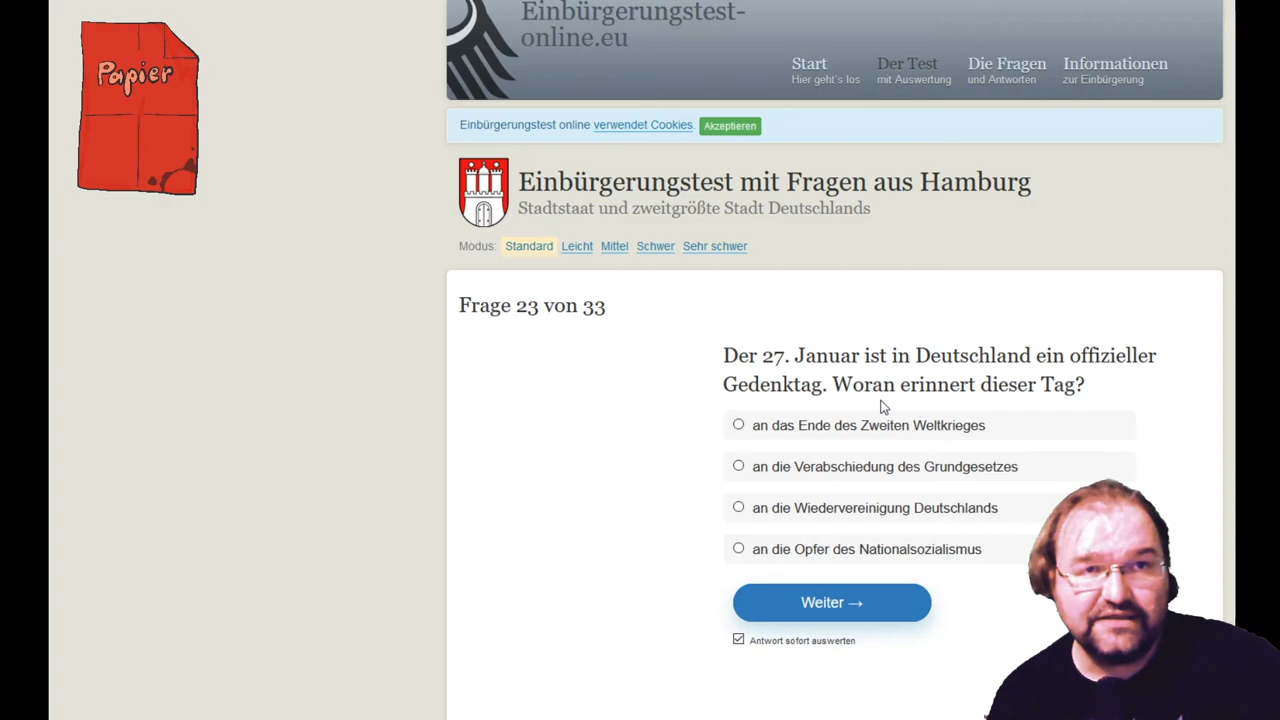 Papier
Einbürgerungstest-
online.eu
Start
Hier geht's los
Der Test
mit Auswertung
Die Fragen
und Antworten
Informationen
zur Einbürgerung
Einbürgerungstest online verwendet Cookies. Akzeptieren
Einbürgerungstest mit Fragen aus Hamburg
Stadtstaat und zweitgrößte Stadt Deutschlands
Modus: Standard Leicht Mittel Schwer Sehr schwer
Frage 23 von 33
Der 27. Januar ist in Deutschland ein offizieller
Gedenktag. Woran erinnert dieser Tag?
an das Ende des Zweiten Weltkrieges
an die Verabschiedung des Grundgesetzes
an die Wiedervereinigung Deutschlands
an die Opfer des Nationalsozialismus
Weiter →
Antwort sofort auswerten